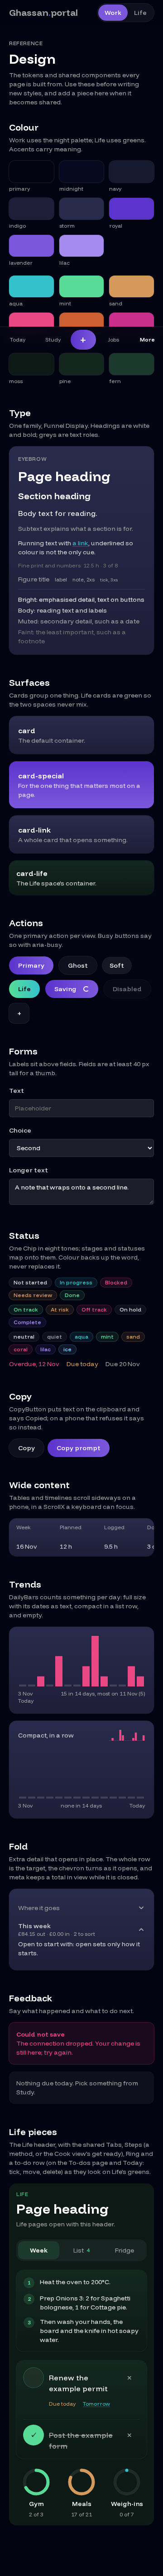 Ghassan.portal Work Life
REFERENCE
Design
The tokens and shared components every
page is built from. Use these before writing
new styles, and add a piece here when it
becomes shared.
Colour
Work uses the night palette; Life uses greens.
Accents carry meaning.
primary midnight navy
indigo storm royal
lavender lilac
aqua mint sand
Today Study + Jobs More
moss pine fern
Type
One family, Funnel Display. Headings are white
and bold; greys are text roles.
EYEBROW
Page heading
Section heading
Body text for reading.
Subtext explains what a section is for.
Running text with a link, underlined so
colour is not the only cue.
Fine print and numbers 12.5 h 3 of 8
Figure title label note, 2xs
Bright: emphasised detail, text on buttons
Body: reading text and labels
Muted: secondary detail, such as a date
Faint: the least important, such as a
footnote
Surfaces
Cards group one thing. Life cards are green so
the two spaces never mix.
card
The default container.
card-special
For the one thing that matters most on a
page.
card-link
A whole card that opens something.
card-life
The Life space's container.
Actions
One primary action per view. Busy buttons say
so with aria-busy.
Primary Ghost Soft
Life Saving Disabled
+
Forms
Labels sit above fields. Fields are at least 40 px
tall for a thumb.
Text
Placeholder
Choice
Second
Longer text
A note that wraps onto a second line.
Status
One Chip in eight tones; stages and statuses
map onto them. Colour backs up the word,
never replaces it.
Not started In progress Blocked
Needs review Done
On track At risk Off track On hold
Complete
neutral quiet aqua mint sand
coral lilac ice
Overdue, 12 Nov Due today Due 20 Nov
Copy
CopyButton puts text on the clipboard and
says Copied; on a phone that refuses it says
so instead.
Copy Copy prompt
Wide content
Tables and timelines scroll sideways on a
phone, in a ScrollX a keyboard can focus.
Week Planned Logged
16 Nov 12 h 9.5 h
Trends
DailyBars counts something per day: full size
with its dates as text, compact in a list row,
and empty.
3 Nov 15 in 14 days, most on 11 Nov (5)
Today
Compact, in a row
3 Nov none in 14 days Today
Fold
Extra detail that opens in place. The whole row
is the target, the chevron turns as it opens, and
meta keeps a total in view while it is closed.
Where it goes
This week
£84.15 out £0.00 in 2 to sort
Open to start with: open sets only how it
starts.
Feedback
Say what happened and what to do next.
Could not save
The connection dropped. Your change is
still here; try again.
Nothing due today. Pick something from
Study.
Life pieces
The Life header, with the shared Tabs, Steps (a
method, or the Cook view's get ready), Ring and
a to-do row (on the To-dos page and Today:
tick, move, delete) as they look on Life's greens.
LIFE
Page heading
Life pages open with this header.
Week List 4 Fridge
1 Heat the oven to 200°C.
2 Prep Onions 3: 2 for Spaghetti
bolognese, 1 for Cottage pie.
3 Then wash your hands, the
board and the knife in hot soapy
water.
Renew the ×
example permit
Due today Tomorrow
✓ Post the example ×
form
Gym Meals Weigh-ins
2 of 3 17 of 21 0 of 7